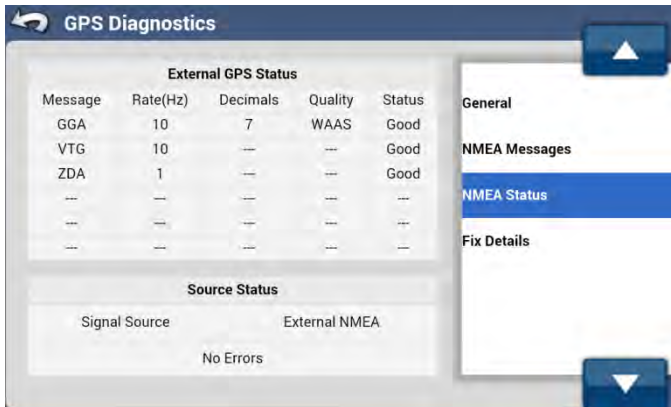 GPS Diagnostics
External GPS Status
Message Rate(Hz) Decimals Quality Status
GGA 10 7 WAAS Good
VTG 10 --- --- Good
ZDA 1 --- --- Good
--- --- --- --- ---
--- --- --- --- ---
--- --- --- --- ---
Source Status
Signal Source External NMEA
No Errors
General
NMEA Messages
NMEA Status
Fix Details